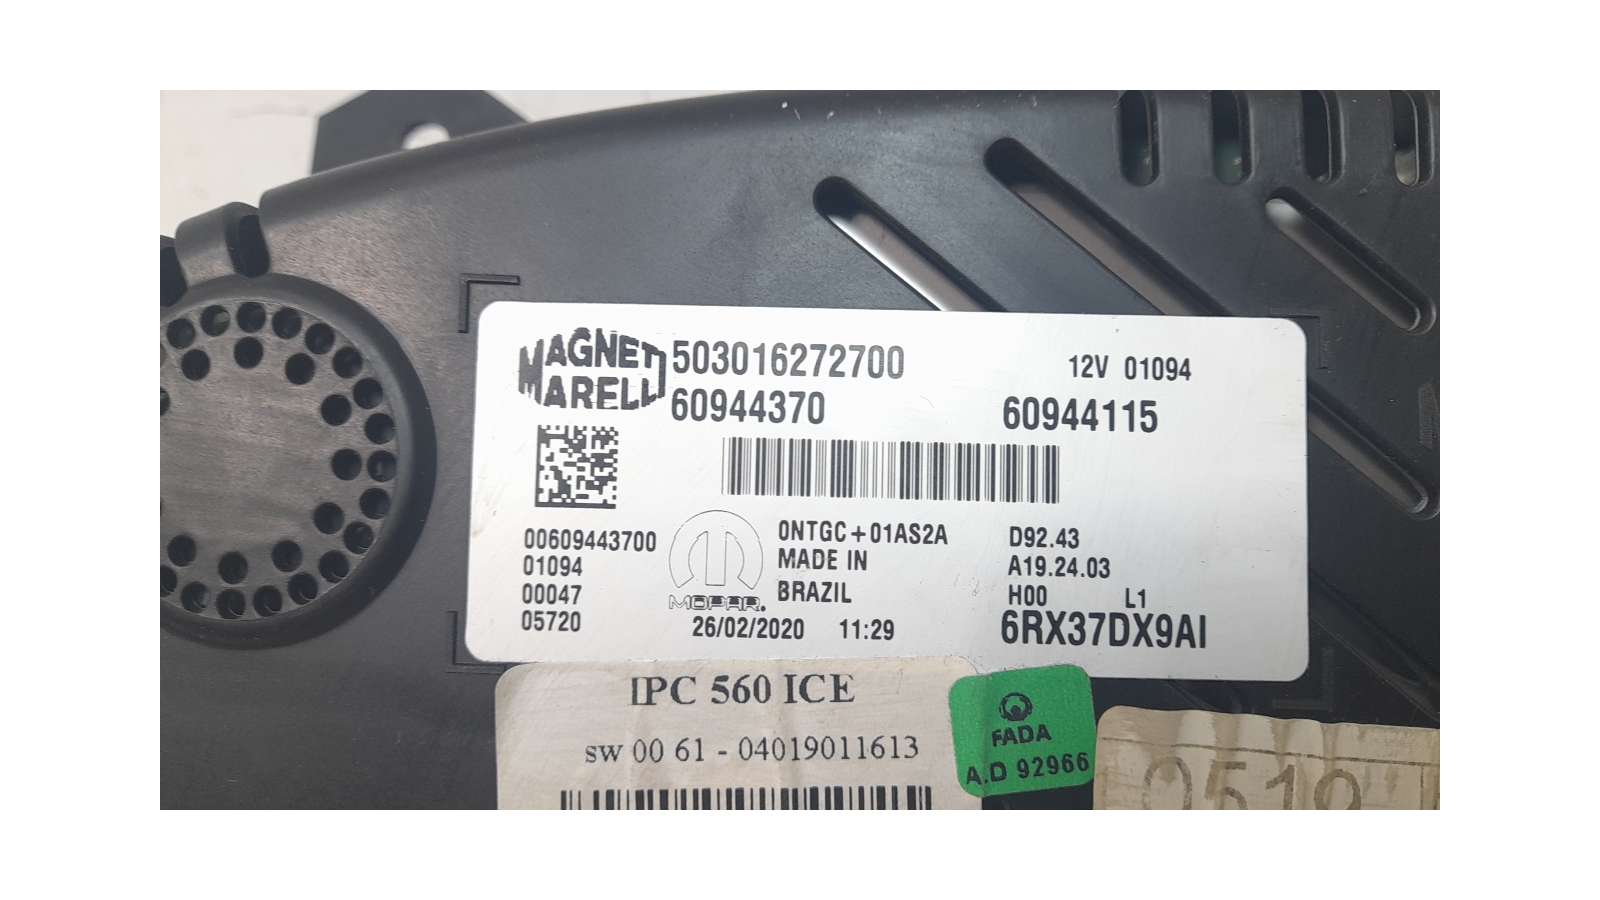 MAGNETI MARELLI
503016272700
12V 01094
60944370
60944115
00609443700
01094
00047
05720
MOPAR®
0NTGC+01AS2A
MADE IN
BRAZIL
26/02/2020 11:29
D92.43
A19.24.03
H00 L1
6RX37DX9AI
IPC 560 ICE
sw 00 61 - 04019011613
FADA
A.D 92966